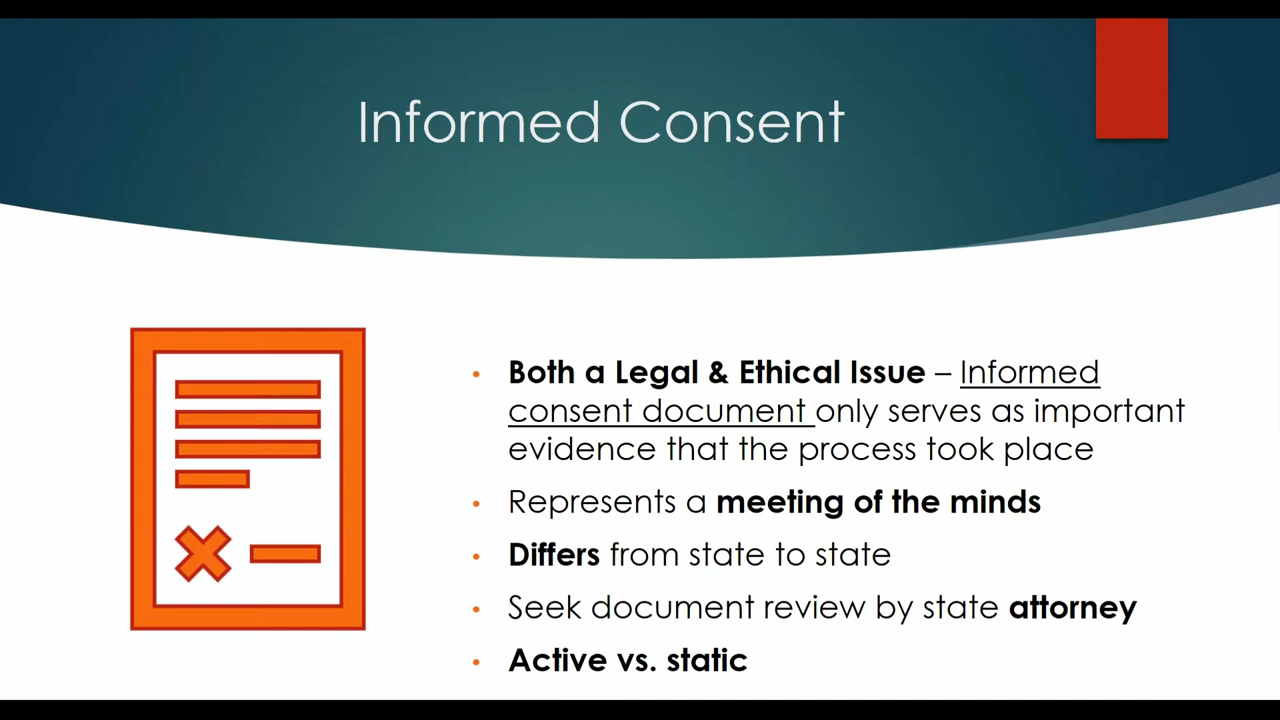 Informed Consent
• Both a Legal & Ethical Issue – Informed
consent document only serves as important
evidence that the process took place
• Represents a meeting of the minds
• Differs from state to state
• Seek document review by state attorney
• Active vs. static